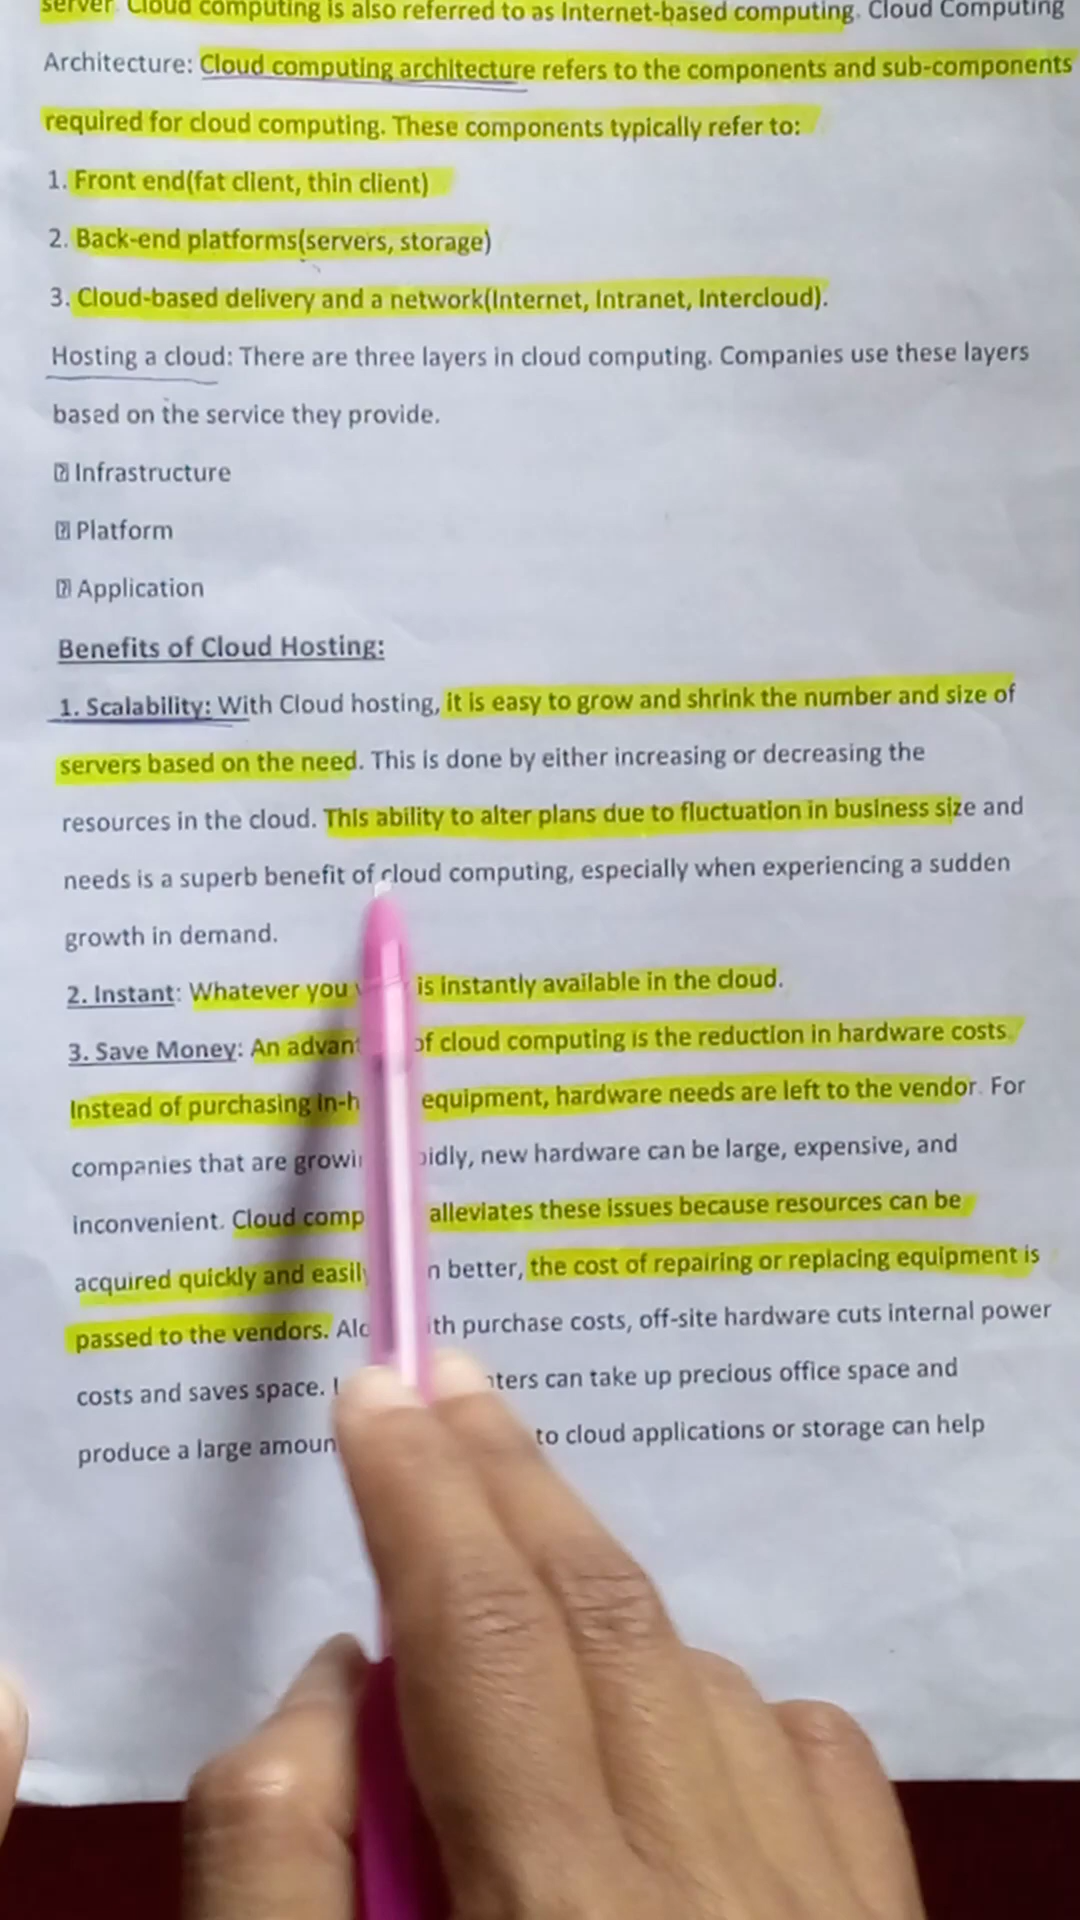 server. Cloud computing is also referred to as Internet-based computing. Cloud Computing
Architecture: Cloud computing architecture refers to the components and sub-components
required for cloud computing. These components typically refer to:
1. Front end(fat client, thin client)
2. Back-end platforms(servers, storage)
3. Cloud-based delivery and a network(Internet, Intranet, Intercloud).
Hosting a cloud: There are three layers in cloud computing. Companies use these layers
based on the service they provide.
⍰ Infrastructure
⍰ Platform
⍰ Application
Benefits of Cloud Hosting:
1. Scalability: With Cloud hosting, it is easy to grow and shrink the number and size of
servers based on the need. This is done by either increasing or decreasing the
resources in the cloud. This ability to alter plans due to fluctuation in business size and
needs is a superb benefit of cloud computing, especially when experiencing a sudden
growth in demand.
2. Instant: Whatever you is instantly available in the cloud.
3. Save Money: An of cloud computing is the reduction in hardware costs.
Instead of purchasing equipment, hardware needs are left to the vendor. For
companies that are new hardware can be large, expensive, and
inconvenient. Cloud alleviates these issues because resources can be
acquired quickly and better, the cost of repairing or replacing equipment is
passed to the vendors. purchase costs, off-site hardware cuts internal power
costs and saves space. can take up precious office space and
produce a large to cloud applications or storage can help